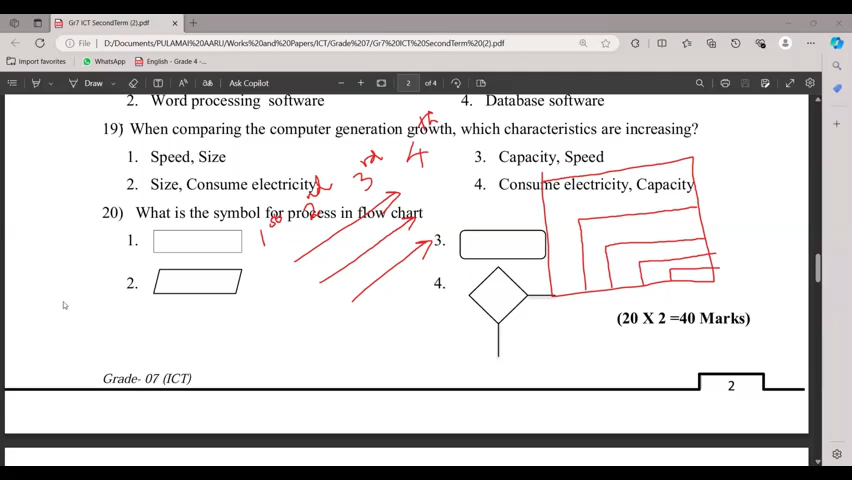 Gr7 ICT SecondTerm (2).pdf
File D:/Documents/PULAMAI%20AARU/Works%20and%20Papers/ICT/Grade%207/Gr7%20ICT%20SecondTerm%20(2).pdf
Import favorites WhatsApp English - Grade 4 -...
Draw Ask Copilot 2 of 4
2. Word processing software 4. Database software
19) When comparing the computer generation growth, which characteristics are increasing?
1. Speed, Size 3. Capacity, Speed
2. Size, Consume electricity 4. Consume electricity, Capacity
1st 2nd 3rd 4th
20) What is the symbol for process in flow chart
1. 3.
2. 4.
(20 X 2 =40 Marks)
Grade- 07 (ICT) 2